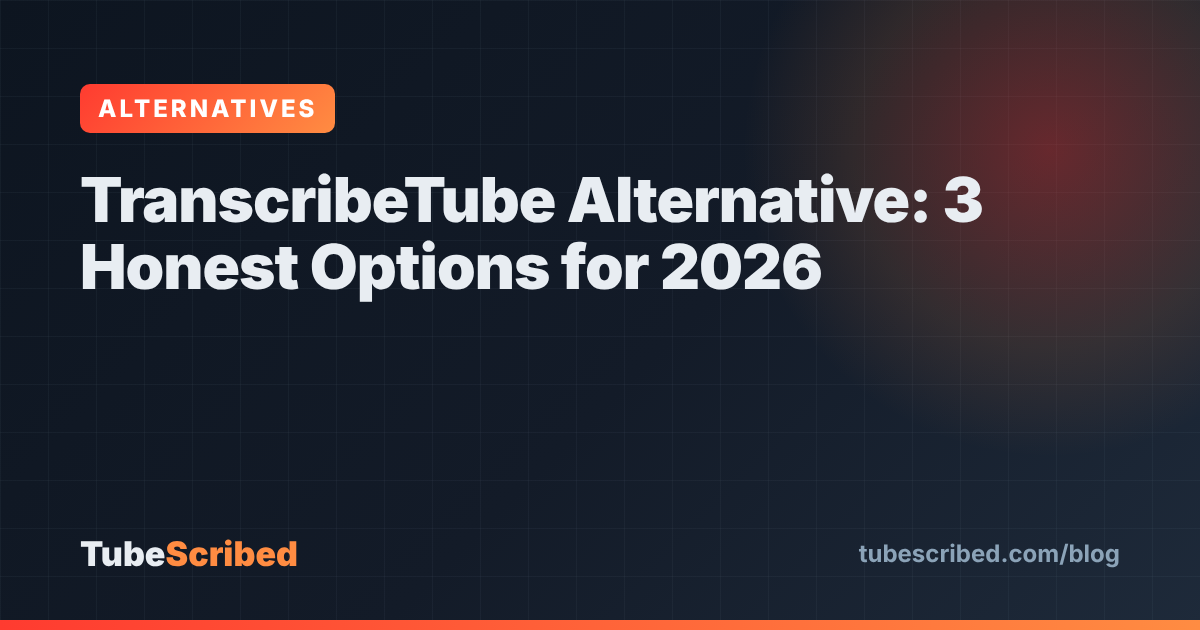 ALTERNATIVES
TranscribeTube Alternative: 3
Honest Options for 2026
TubeScribed
tubescribed.com/blog